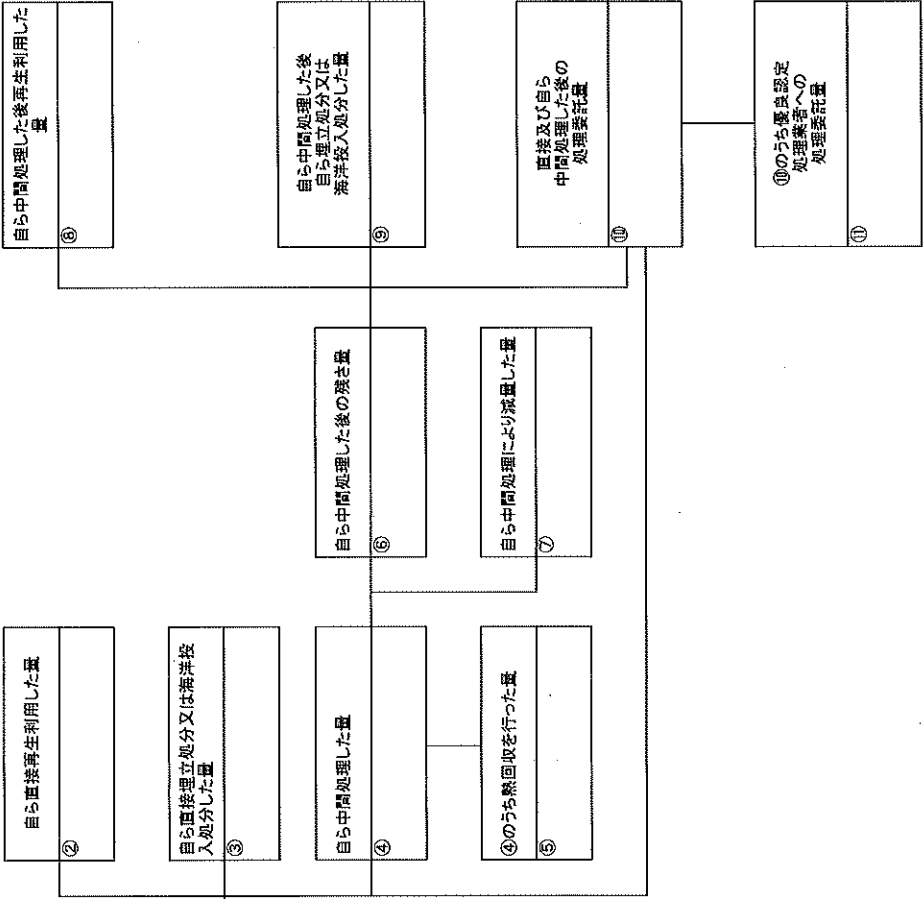 自ら直接再生利用した量
②
自ら直接埋立処分又は海洋投
入処分した量
③
自ら中間処理した量
④
④のうち熱回収を行った量
⑤
自ら中間処理した後の残さ量
⑥
自ら中間処理により減量した量
⑦
自ら中間処理した後再生利用した
量
⑧
自ら中間処理した後
自ら埋立処分又は
海洋投入処分した量
⑨
直接及び自ら
中間処理した後の
処理委託量
⑩
⑩のうち優良認定
処理業者への
処理委託量
⑪